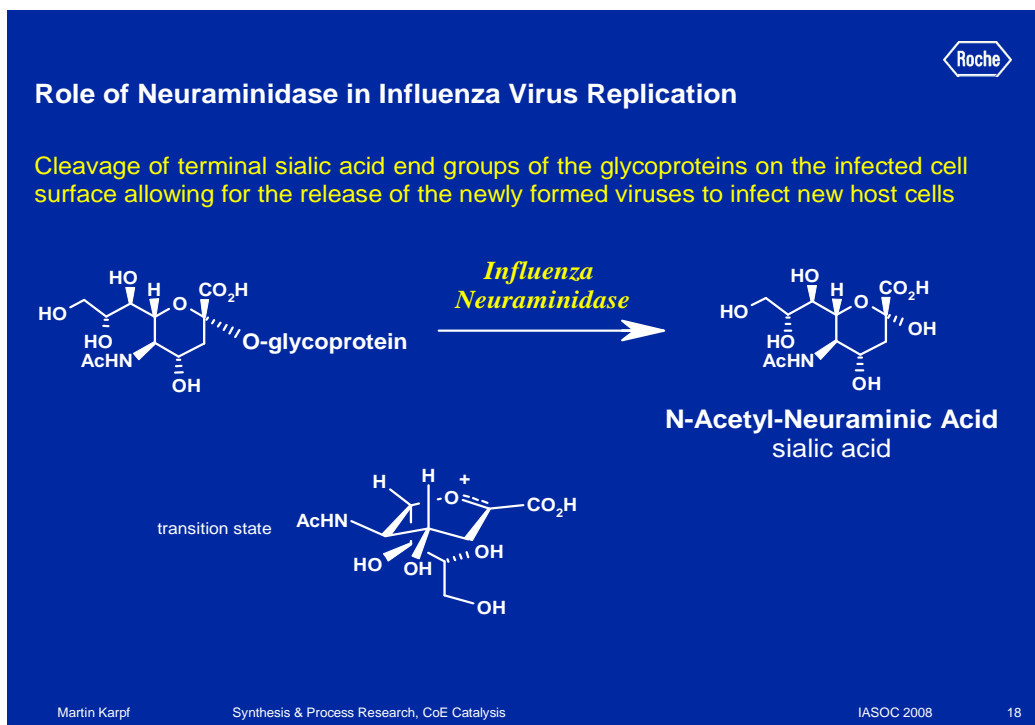 Roche
Role of Neuraminidase in Influenza Virus Replication
Cleavage of terminal sialic acid end groups of the glycoproteins on the infected cell
surface allowing for the release of the newly formed viruses to infect new host cells
HO
H
O
CO2H
HO
HO
AcHN
OH
O-glycoprotein
Influenza
Neuraminidase
HO
H
O
CO2H
HO
OH
HO
AcHN
OH
N-Acetyl-Neuraminic Acid
sialic acid
transition state
H
H
+
O
CO2H
AcHN
HO
OH
OH
OH
Martin Karpf Synthesis & Process Research, CoE Catalysis IASOC 2008 18